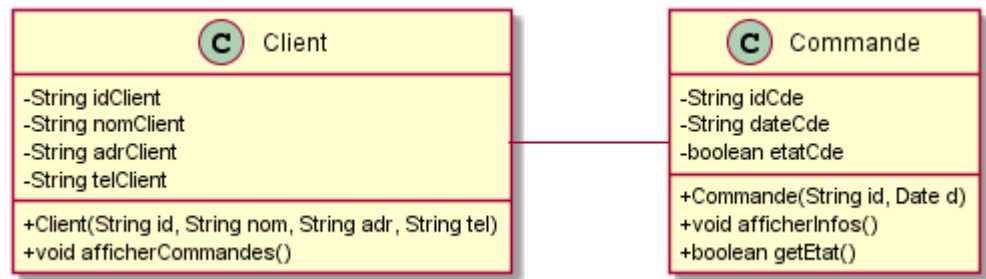 C Client
-String idClient
-String nomClient
-String adrClient
-String telClient
+Client(String id, String nom, String adr, String tel)
+void afficherCommandes()
C Commande
-String idCde
-String dateCde
-boolean etatCde
+Commande(String id, Date d)
+void afficherInfos()
+boolean getEtat()